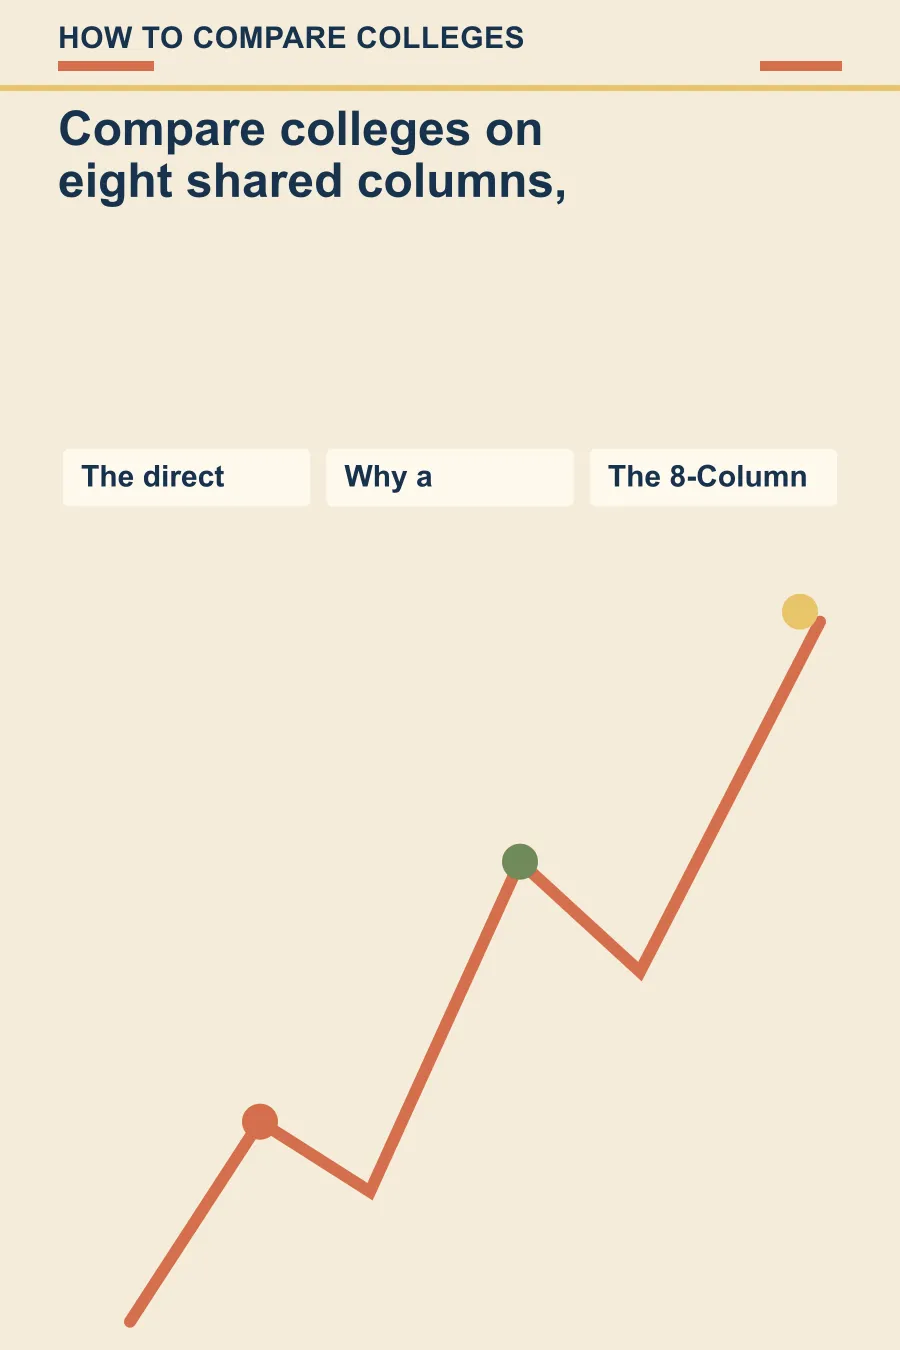 HOW TO COMPARE COLLEGES
Compare colleges on
eight shared columns,
The direct
Why a
The 8-Column